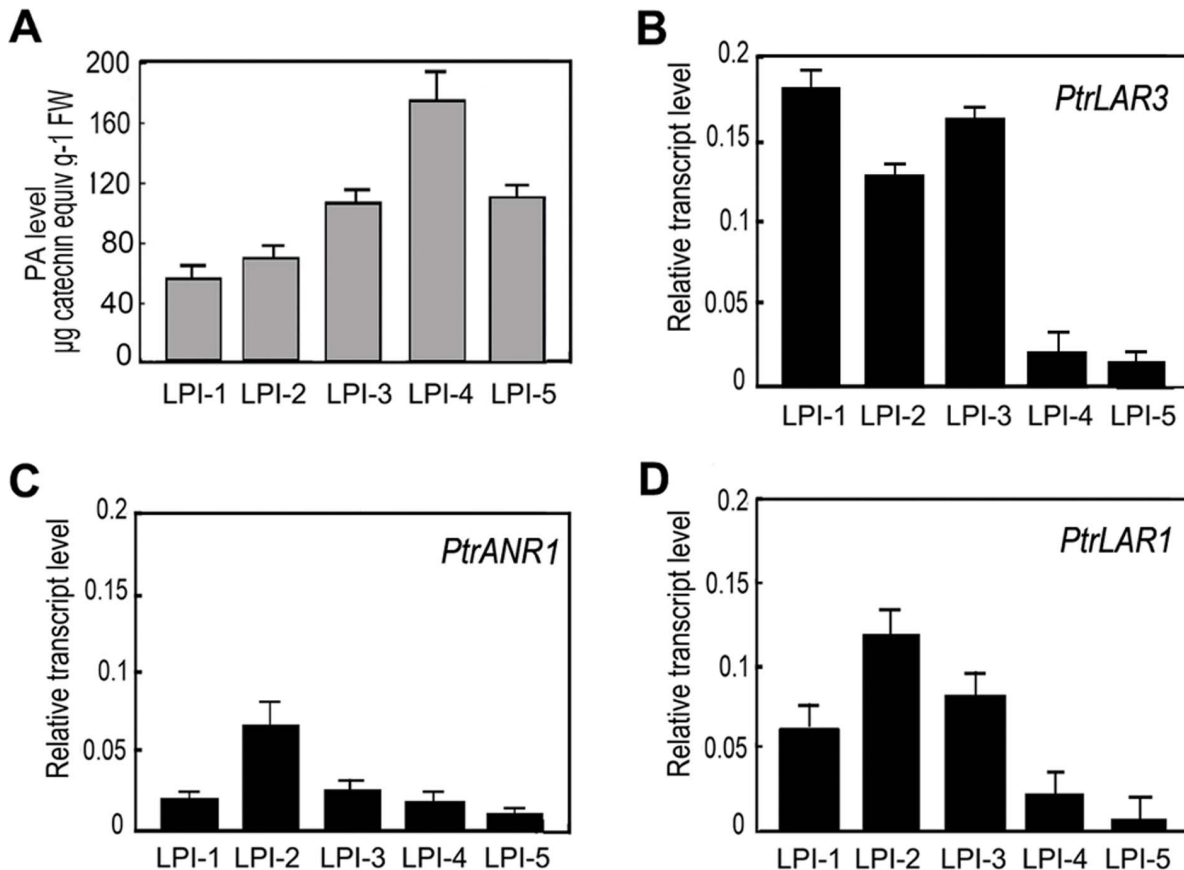 A
PA level
µg catechin equiv g-1 FW
200
160
120
80
40
0
LPI-1 LPI-2 LPI-3 LPI-4 LPI-5
B
Relative transcript level
0.2
0.15
0.1
0.05
0
PtrLAR3
LPI-1 LPI-2 LPI-3 LPI-4 LPI-5
C
Relative transcript level
0.2
0.15
0.1
0.05
0
PtrANR1
LPI-1 LPI-2 LPI-3 LPI-4 LPI-5
D
Relative transcript level
0.2
0.15
0.1
0.05
0
PtrLAR1
LPI-1 LPI-2 LPI-3 LPI-4 LPI-5